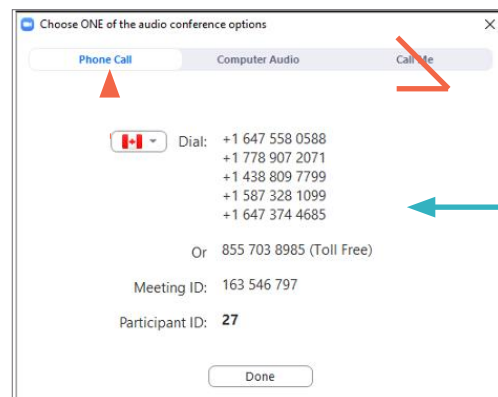 Choose ONE of the audio conference options
Phone Call Computer Audio Call Me
Dial: +1 647 558 0588
+1 778 907 2071
+1 438 809 7799
+1 587 328 1099
+1 647 374 4685
Or 855 703 8985 (Toll Free)
Meeting ID: 163 546 797
Participant ID: 27
Done